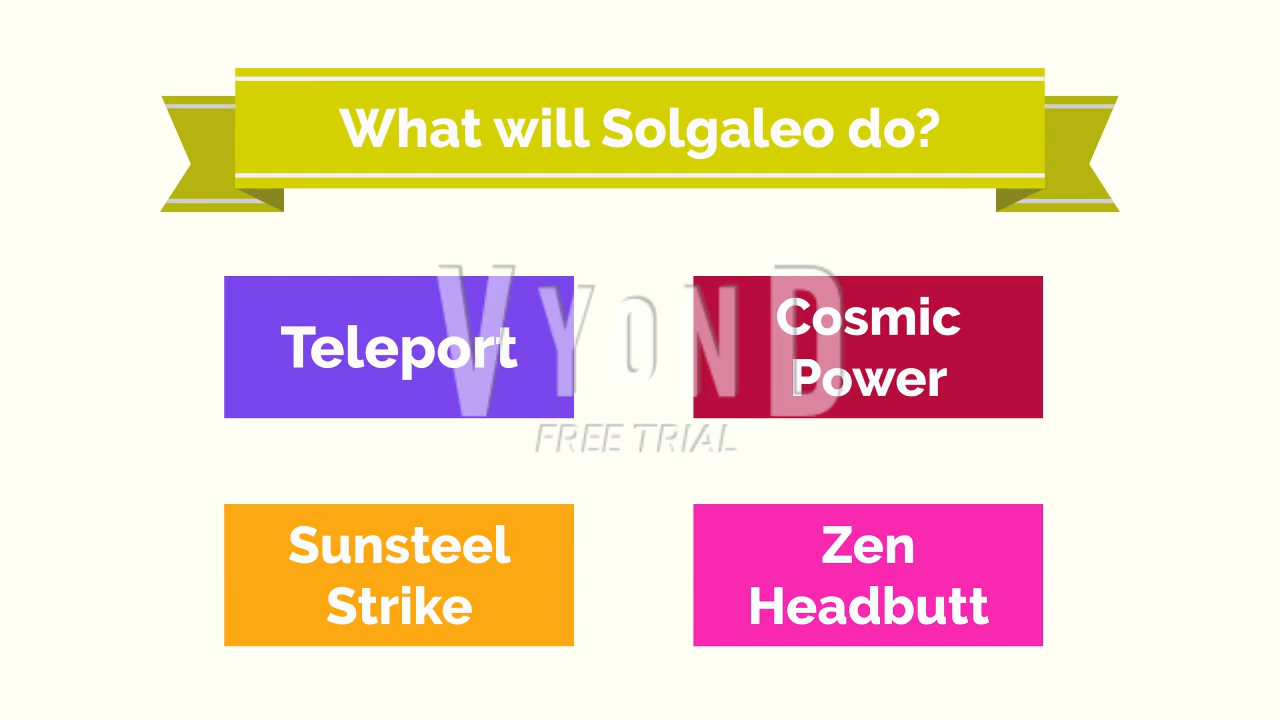 What will Solgaleo do?
Teleport
Cosmic
Power
VYOND
FREE TRIAL
Sunsteel
Strike
Zen
Headbutt